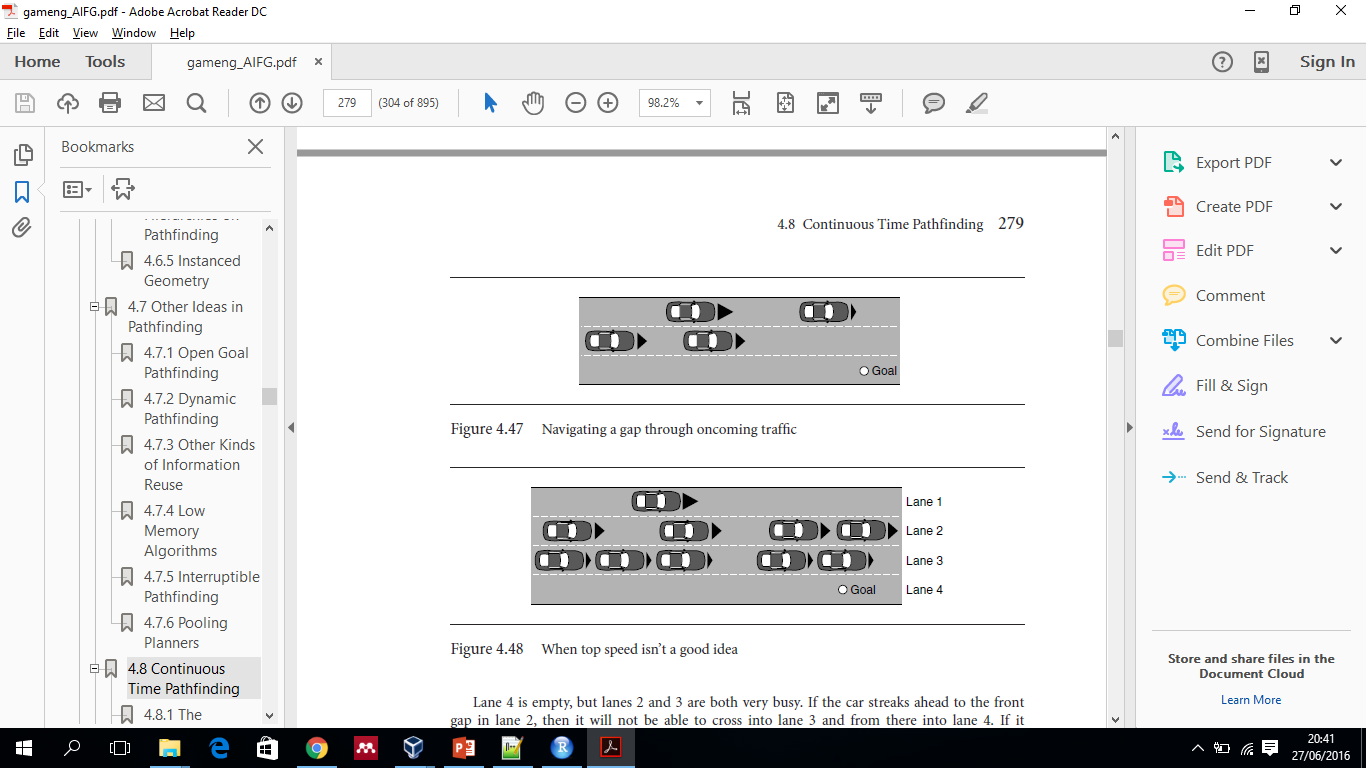 gameng_AIFG.pdf - Adobe Acrobat Reader DC
File Edit View Window Help
Home Tools gameng_AIFG.pdf × Sign In
279 (304 of 895) 98.2%
Bookmarks
Pathfinding
4.6.5 Instanced
Geometry
4.7 Other Ideas in
Pathfinding
4.7.1 Open Goal
Pathfinding
4.7.2 Dynamic
Pathfinding
4.7.3 Other Kinds
of Information
Reuse
4.7.4 Low
Memory
Algorithms
4.7.5 Interruptible
Pathfinding
4.7.6 Pooling
Planners
4.8 Continuous
Time Pathfinding
4.8.1 The
4.8 Continuous Time Pathfinding 279
Goal
Figure 4.47 Navigating a gap through oncoming traffic
Lane 1
Lane 2
Lane 3
Goal Lane 4
Figure 4.48 When top speed isn't a good idea
Lane 4 is empty, but lanes 2 and 3 are both very busy. If the car streaks ahead to the front
gap in lane 2, then it will not be able to cross into lane 3 and from there into lane 4. If it
Export PDF
Create PDF
Edit PDF
Comment
Combine Files
Fill & Sign
Send for Signature
Send & Track
Store and share files in the
Document Cloud
Learn More
20:41
27/06/2016